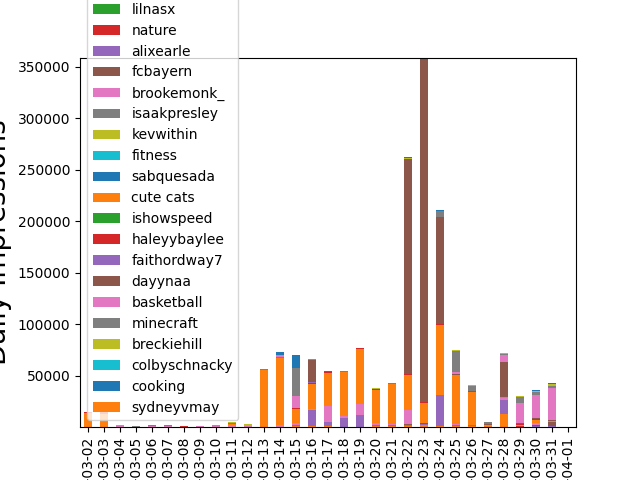 lilnasx
nature
alixearle
fcbayern
brookemonk_
isaakpresley
kevwithin
fitness
sabquesada
cute cats
ishowspeed
haleyybaylee
faithordway7
dayynaa
basketball
minecraft
breckiehill
colbyschnacky
cooking
sydneyvmay
350000
300000
250000
200000
150000
100000
50000
Daily Impressions
03-02
03-03
03-04
03-05
03-06
03-07
03-08
03-09
03-10
03-11
03-12
03-13
03-14
03-15
03-16
03-17
03-18
03-19
03-20
03-21
03-22
03-23
03-24
03-25
03-26
03-27
03-28
03-29
03-30
03-31
04-01